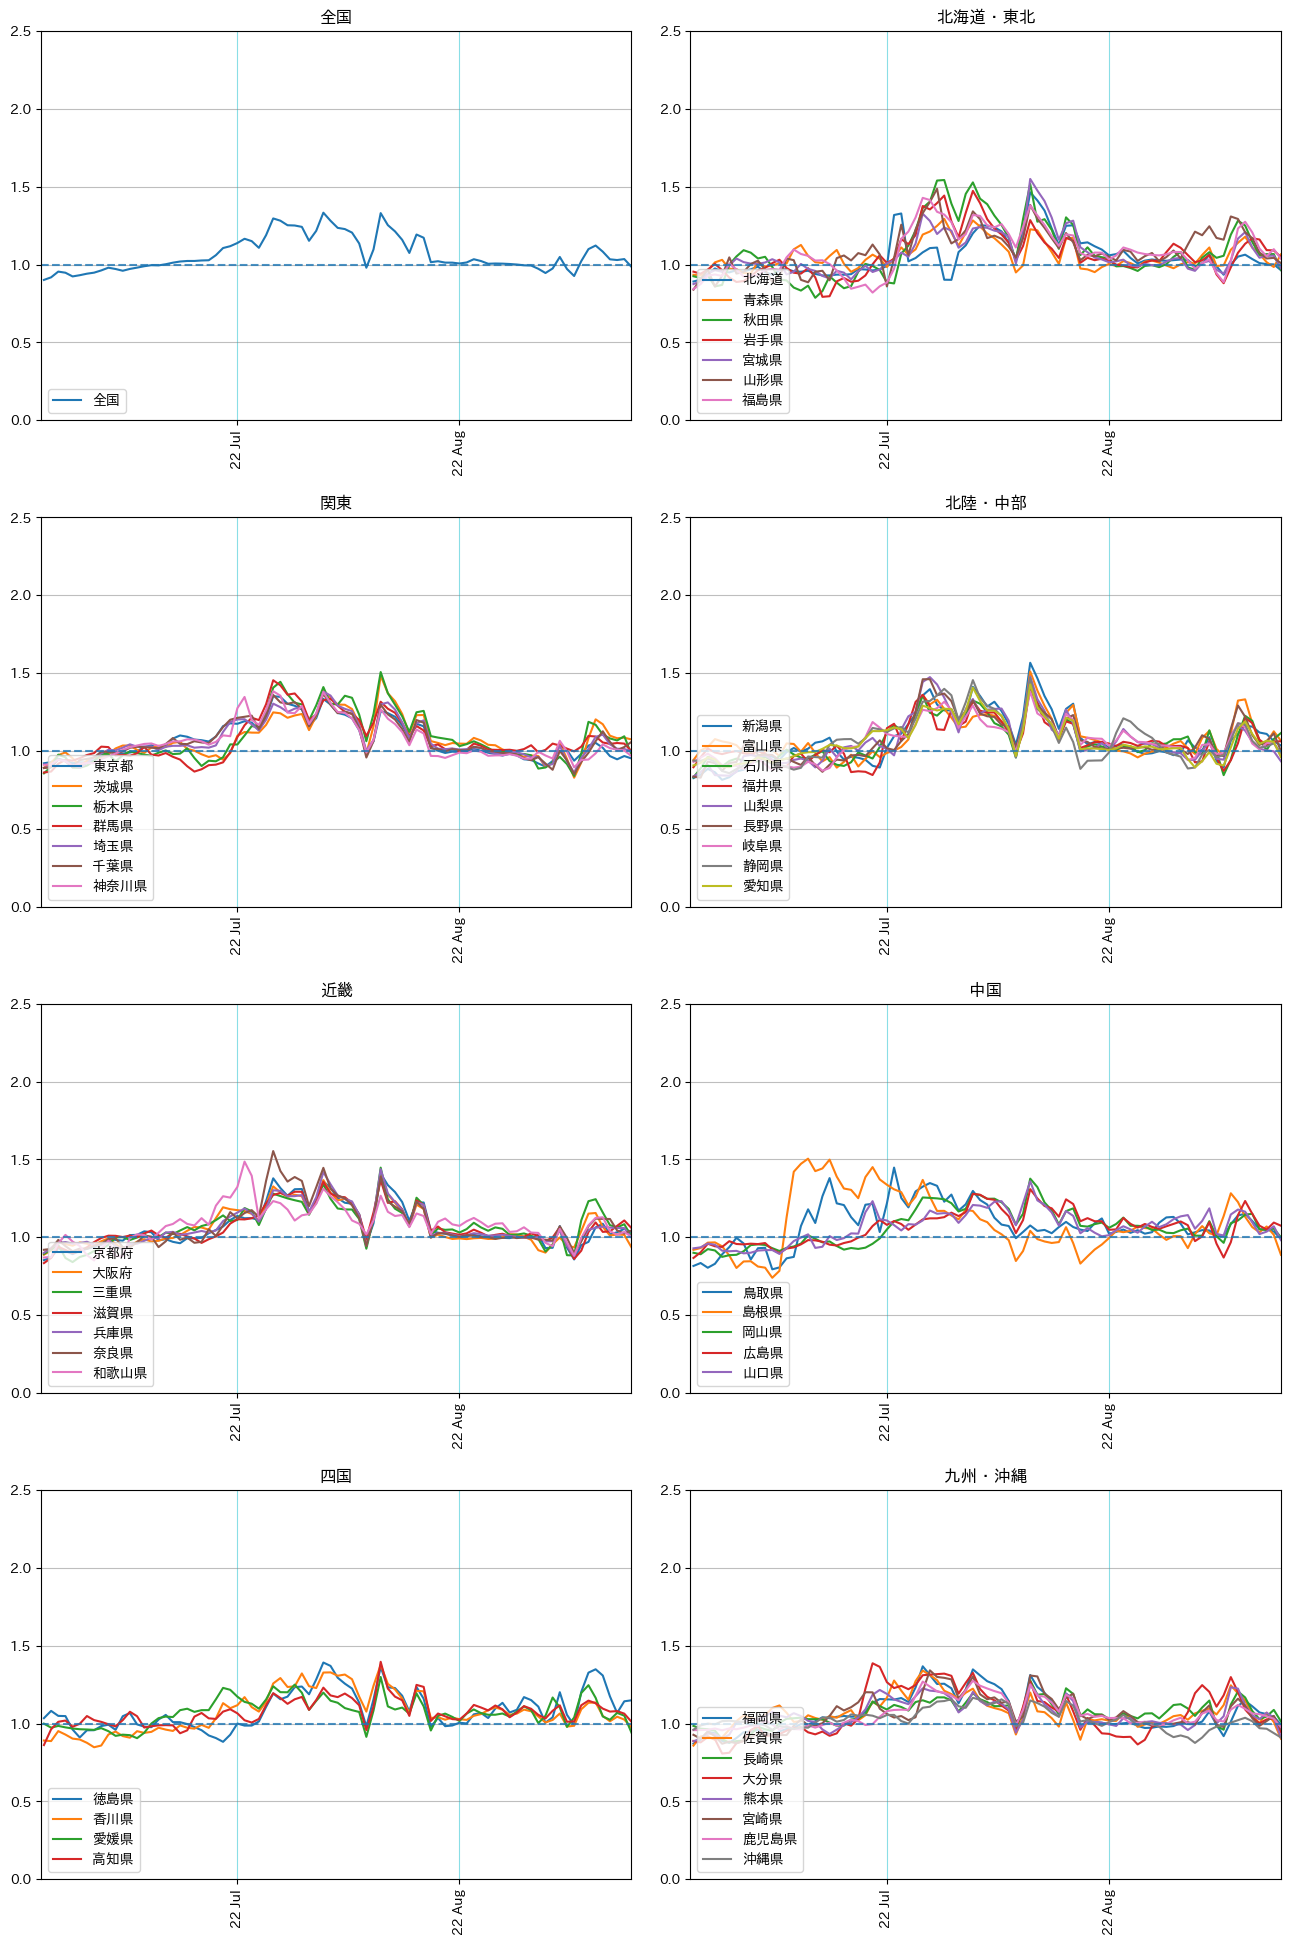 全国
2.5
2.0
1.5
1.0
0.5
0.0
全国
22 Jul
22 Aug
北海道・東北
2.5
2.0
1.5
1.0
0.5
0.0
北海道
青森県
秋田県
岩手県
宮城県
山形県
福島県
22 Jul
22 Aug
関東
2.5
2.0
1.5
1.0
0.5
0.0
東京都
茨城県
栃木県
群馬県
埼玉県
千葉県
神奈川県
22 Jul
22 Aug
北陸・中部
2.5
2.0
1.5
1.0
0.5
0.0
新潟県
富山県
石川県
福井県
山梨県
長野県
岐阜県
静岡県
愛知県
22 Jul
22 Aug
近畿
2.5
2.0
1.5
1.0
0.5
0.0
京都府
大阪府
三重県
滋賀県
兵庫県
奈良県
和歌山県
22 Jul
22 Aug
中国
2.5
2.0
1.5
1.0
0.5
0.0
鳥取県
島根県
岡山県
広島県
山口県
22 Jul
22 Aug
四国
2.5
2.0
1.5
1.0
0.5
0.0
徳島県
香川県
愛媛県
高知県
22 Jul
22 Aug
九州・沖縄
2.5
2.0
1.5
1.0
0.5
0.0
福岡県
佐賀県
長崎県
大分県
熊本県
宮崎県
鹿児島県
沖縄県
22 Jul
22 Aug